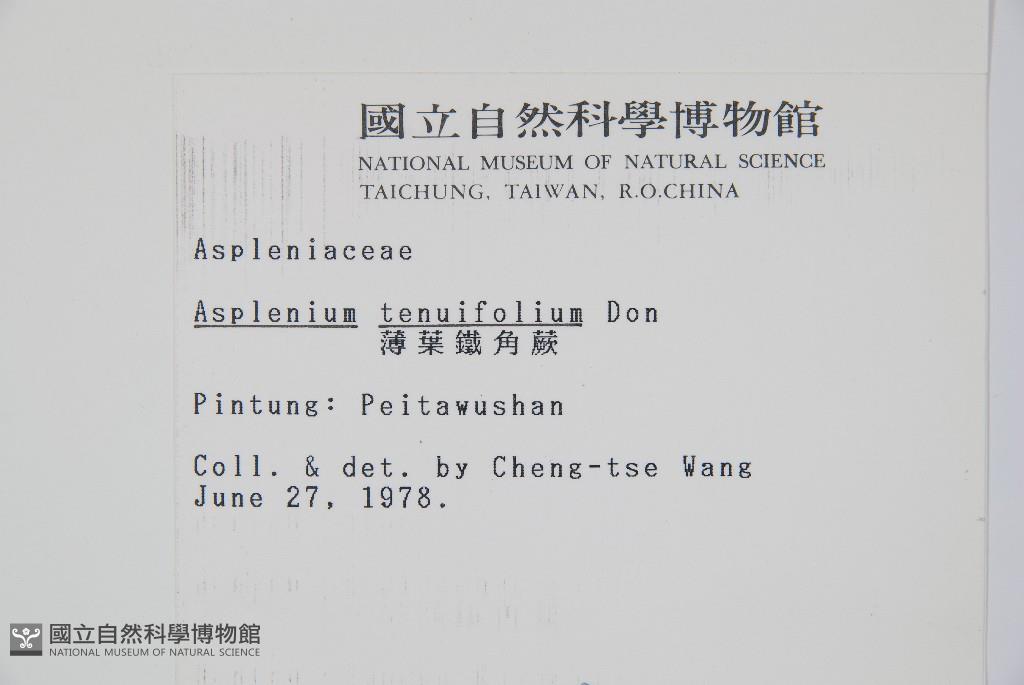 國立自然科學博物館
NATIONAL MUSEUM OF NATURAL SCIENCE
TAICHUNG, TAIWAN, R.O.CHINA
Aspleniaceae
Asplenium tenuifolium Don
薄葉鐵角蕨
Pintung: Peitawushan
Coll. & det. by Cheng-tse Wang
June 27, 1978.
國立自然科學博物館
NATIONAL MUSEUM OF NATURAL SCIENCE